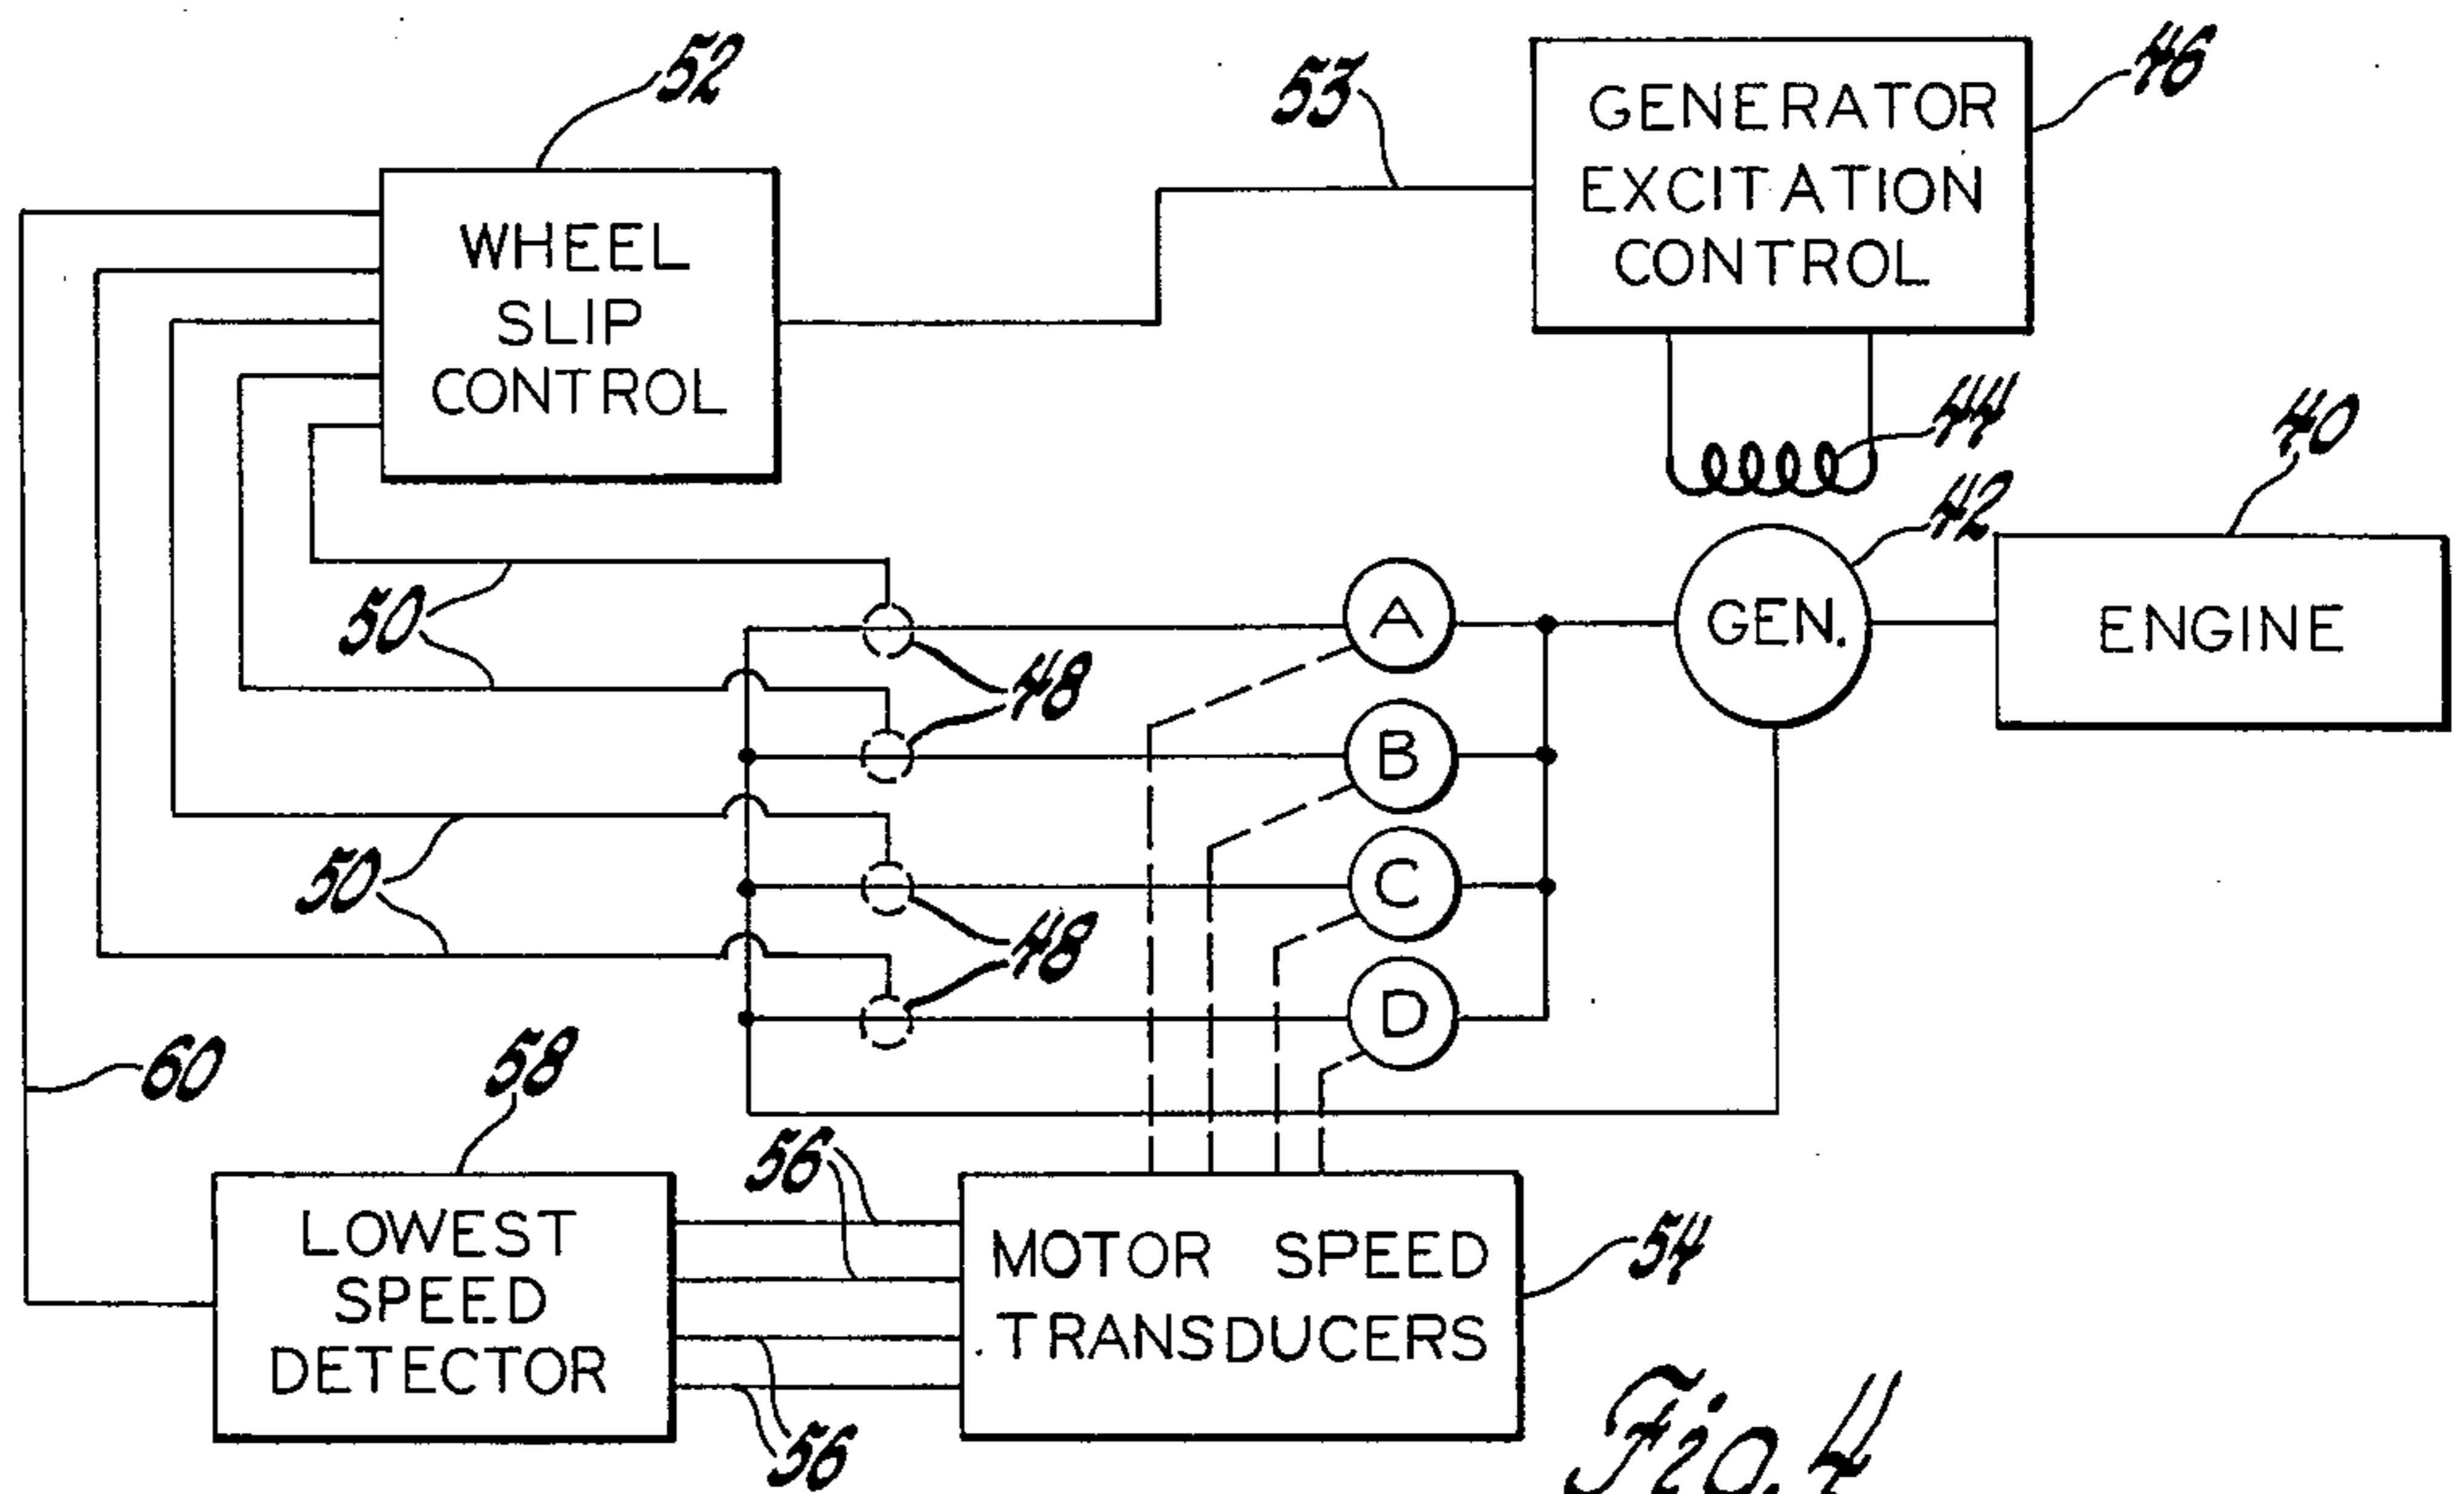 52
53
46
GENERATOR
EXCITATION
CONTROL
WHEEL
SLIP
CONTROL
44
40
42
50
A
GEN.
ENGINE
48
B
50
C
48
D
60
58
56
LOWEST
SPEED
DETECTOR
MOTOR SPEED
TRANSDUCERS
54
56
Fig. 4